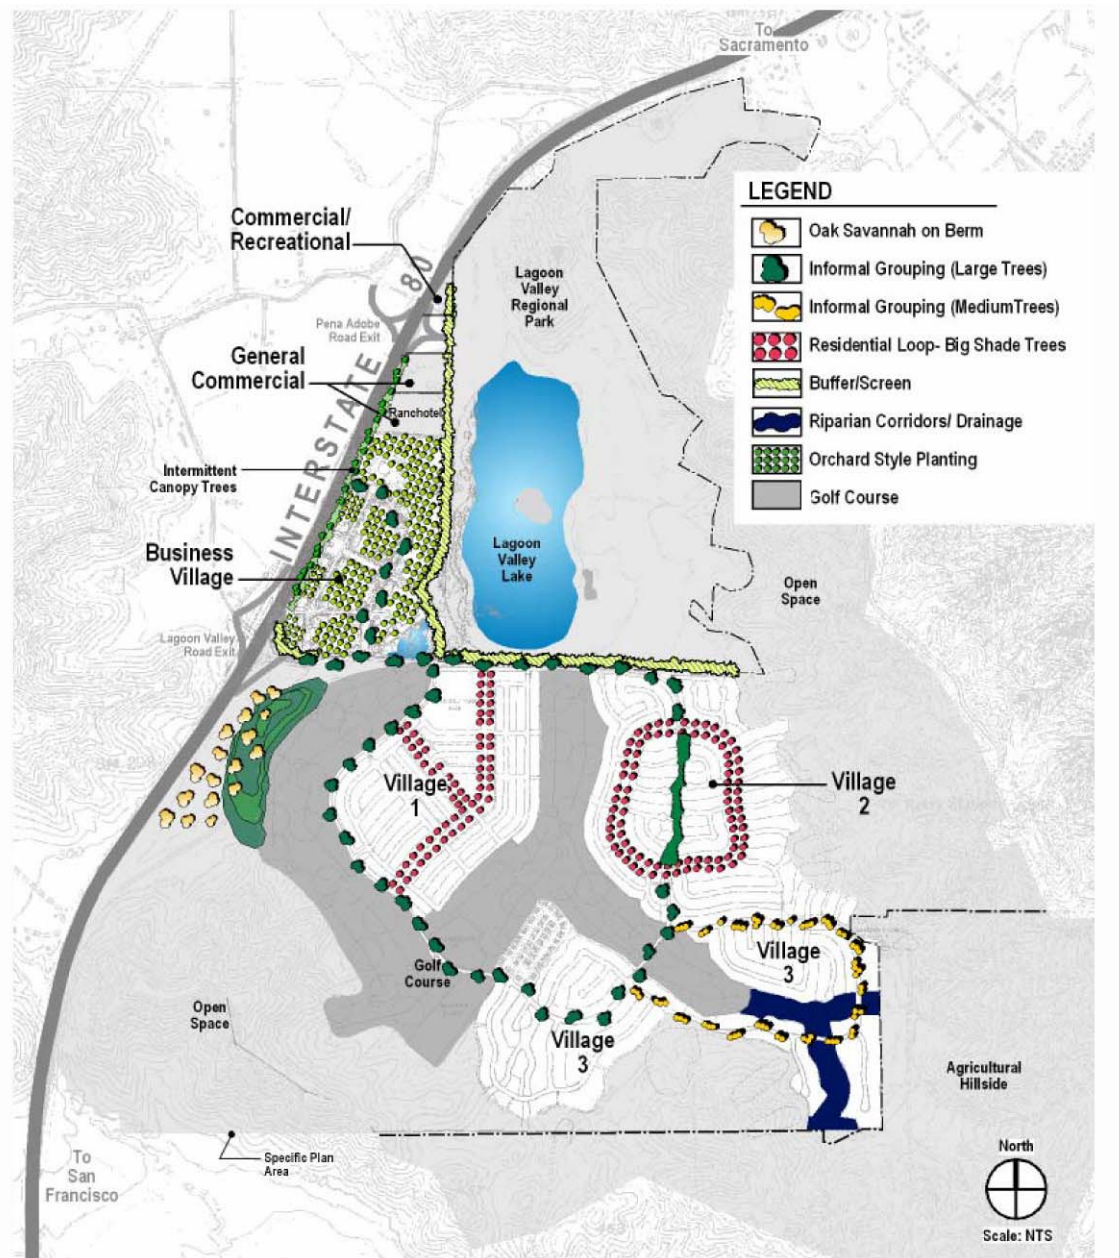 To
Sacramento
LEGEND
Oak Savannah on Berm
Informal Grouping (Large Trees)
Informal Grouping (MediumTrees)
Residential Loop- Big Shade Trees
Buffer/Screen
Riparian Corridors/ Drainage
Orchard Style Planting
Golf Course
Commercial/
Recreational
80
INTERSTATE
Lagoon
Valley
Regional
Park
Pena Adobe
Road Exit
General
Commercial
Ranchotel
Intermittent
Canopy Trees
Business
Village
Lagoon
Valley
Lake
Open
Space
Lagoon Valley
Road Exit
Village
1
Village
2
Village
3
Golf
Course
Open
Space
Village
3
Agricultural
Hillside
Specific Plan
Area
To
San
Francisco
North
Scale: NTS